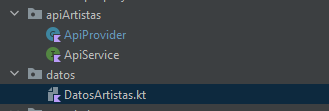 apiArtistas
ApiProvider
ApiService
datos
DatosArtistas.kt